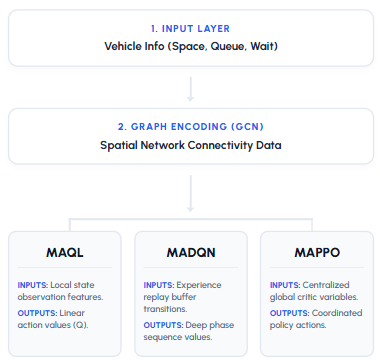 1. INPUT LAYER
Vehicle Info (Space, Queue, Wait)
2. GRAPH ENCODING (GCN)
Spatial Network Connectivity Data
MAQL
INPUTS: Local state
observation features.
OUTPUTS: Linear
action values (Q).
MADQN
INPUTS: Experience
replay buffer
transitions.
OUTPUTS: Deep phase
sequence values.
MAPPO
INPUTS: Centralized
global critic variables.
OUTPUTS: Coordinated
policy actions.